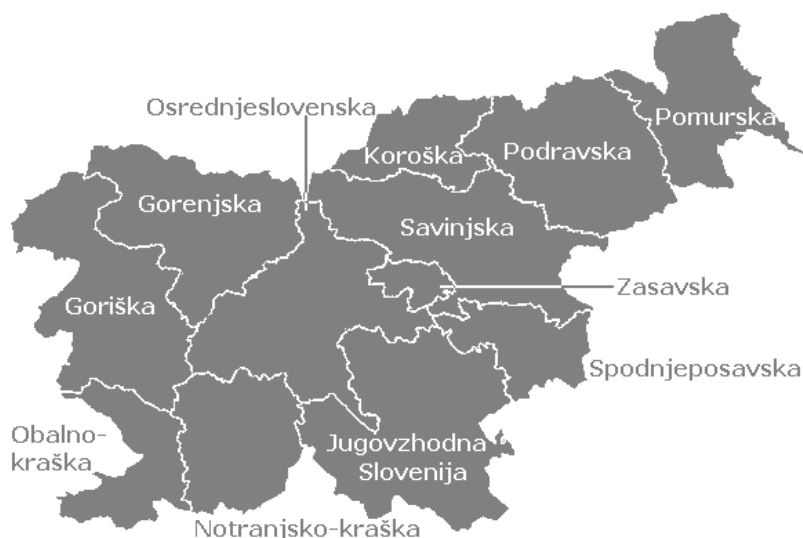 Osrednjeslovenska
Pomurska
Koroška
Podravska
Gorenjska
Savinjska
Goriška
Zasavska
Spodnjeposavska
Obalno-
kraška
Jugovzhodna
Slovenija
Notranjsko-kraška